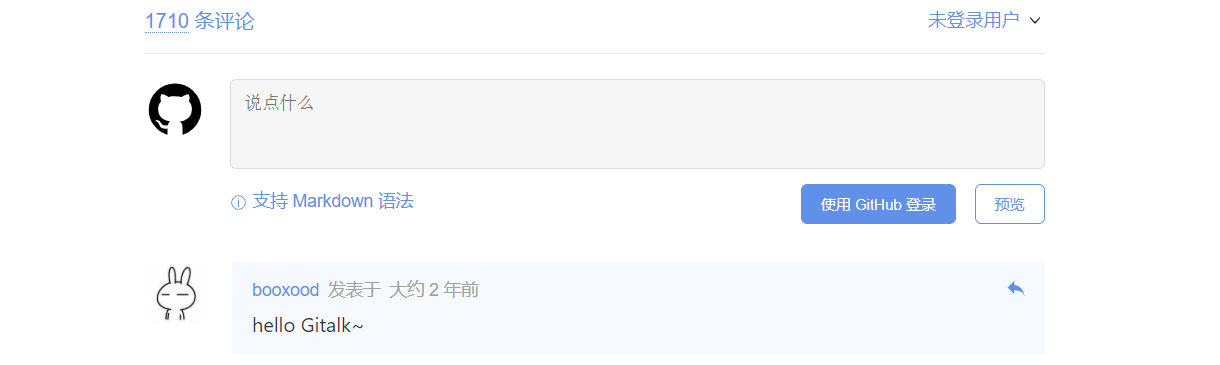 1710 条评论
未登录用户
说点什么
支持 Markdown 语法
使用 GitHub 登录
预览
booxood 发表于 大约 2 年前
hello Gitalk~